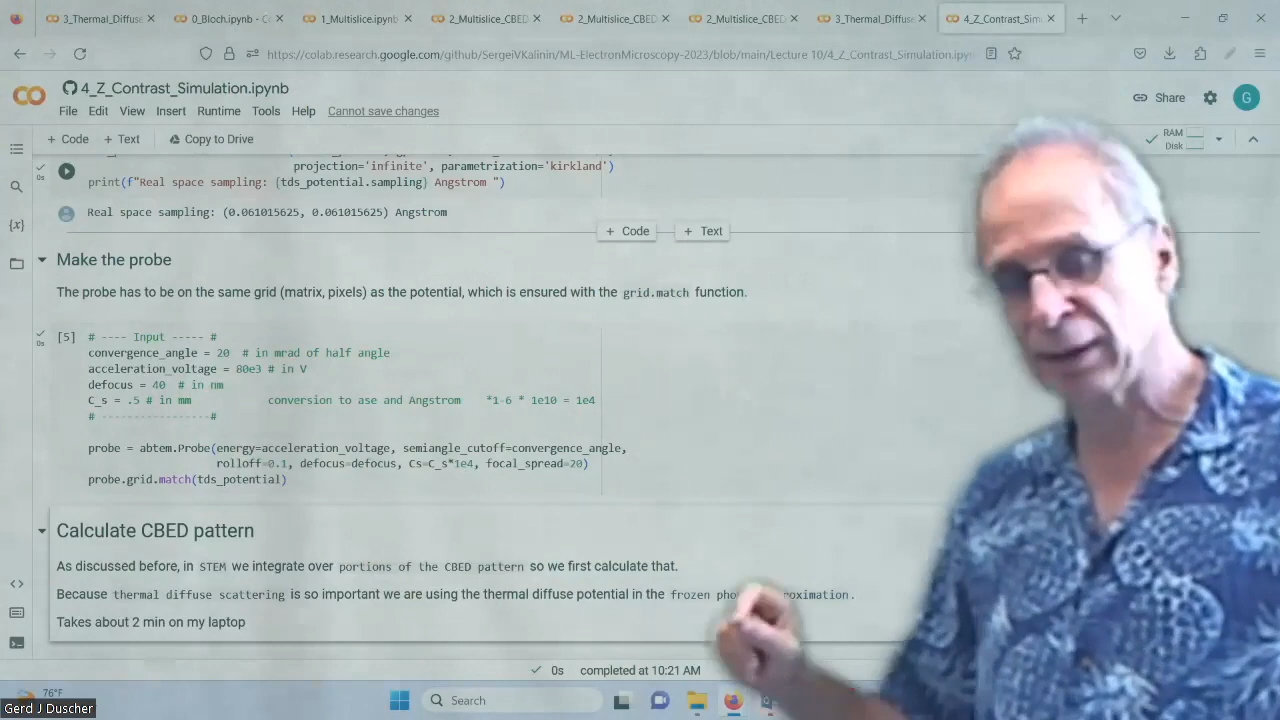 3_Thermal_Diffuse
0_Bloch.ipynb - C
1_Multislice.ipynb
2_Multislice_CBED
2_Multislice_CBED
2_Multislice_CBED
3_Thermal_Diffuse
4_Z_Contrast_Sim
https://colab.research.google.com/github/SergeiVKalinin/ML-ElectronMicroscopy-2023/blob/main/Lecture 10/4_Z_Contrast_Simulation.ipyn
4_Z_Contrast_Simulation.ipynb
File Edit View Insert Runtime Tools Help Cannot save changes
Share
G
+ Code + Text Copy to Drive
RAM
Disk
projection='infinite', parametrization='kirkland')
0s
print(f"Real space sampling: {tds_potential.sampling} Angstrom ")
Real space sampling: (0.061015625, 0.061015625) Angstrom
+ Code + Text
Make the probe
The probe has to be on the same grid (matrix, pixels) as the potential, which is ensured with the grid.match function.
0s
[5] # ---- Input ----- #
convergence_angle = 20 # in mrad of half angle
acceleration_voltage = 80e3 # in V
defocus = 40 # in nm
C_s = .5 # in mm conversion to ase and Angstrom *1-6 * 1e10 = 1e4
# ----------------#
probe = abtem.Probe(energy=acceleration_voltage, semiangle_cutoff=convergence_angle,
rolloff=0.1, defocus=defocus, Cs=C_s*1e4, focal_spread=20)
probe.grid.match(tds_potential)
Calculate CBED pattern
As discussed before, in STEM we integrate over portions of the CBED pattern so we first calculate that.
Because thermal diffuse scattering is so important we are using the thermal diffuse potential in the frozen
Takes about 2 min on my laptop
0s completed at 10:21 AM
76°F
Search
Gerd J Duscher